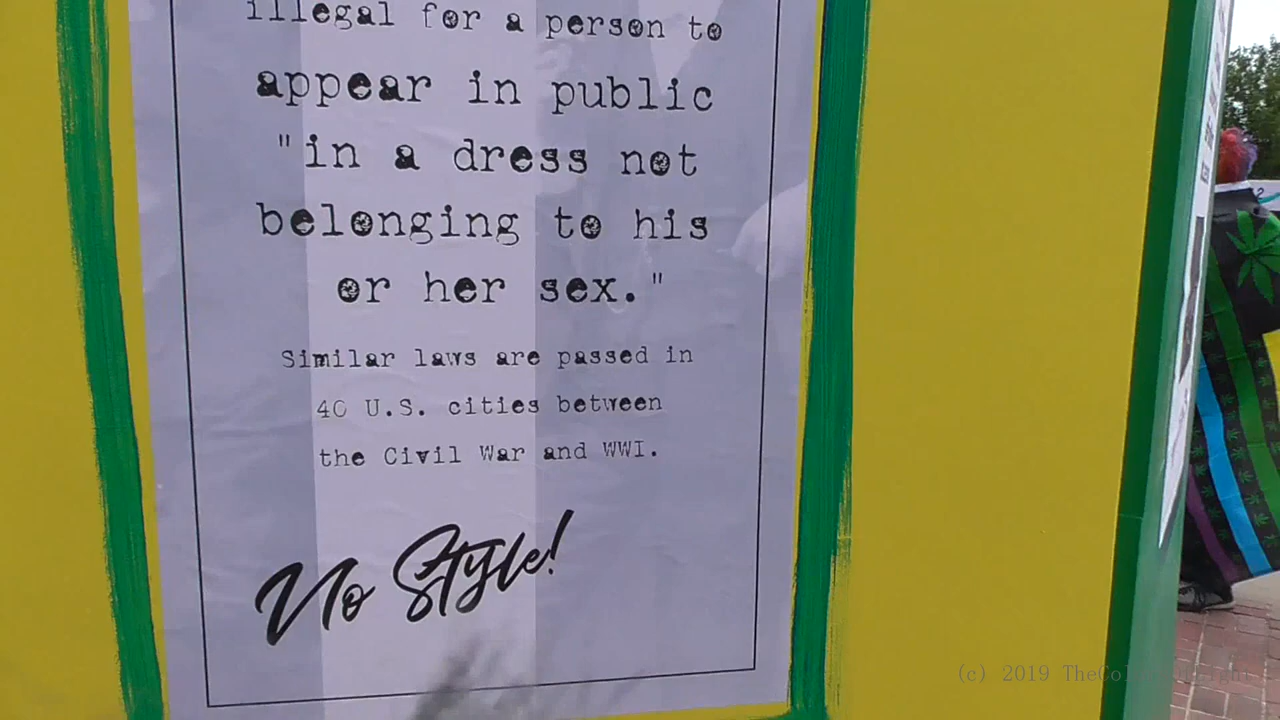 illegal for a person to
appear in public
"in a dress not
belonging to his
or her sex."
Similar laws are passed in
40 U.S. cities between
the Civil War and WWI.
No Style!
(c) 2019